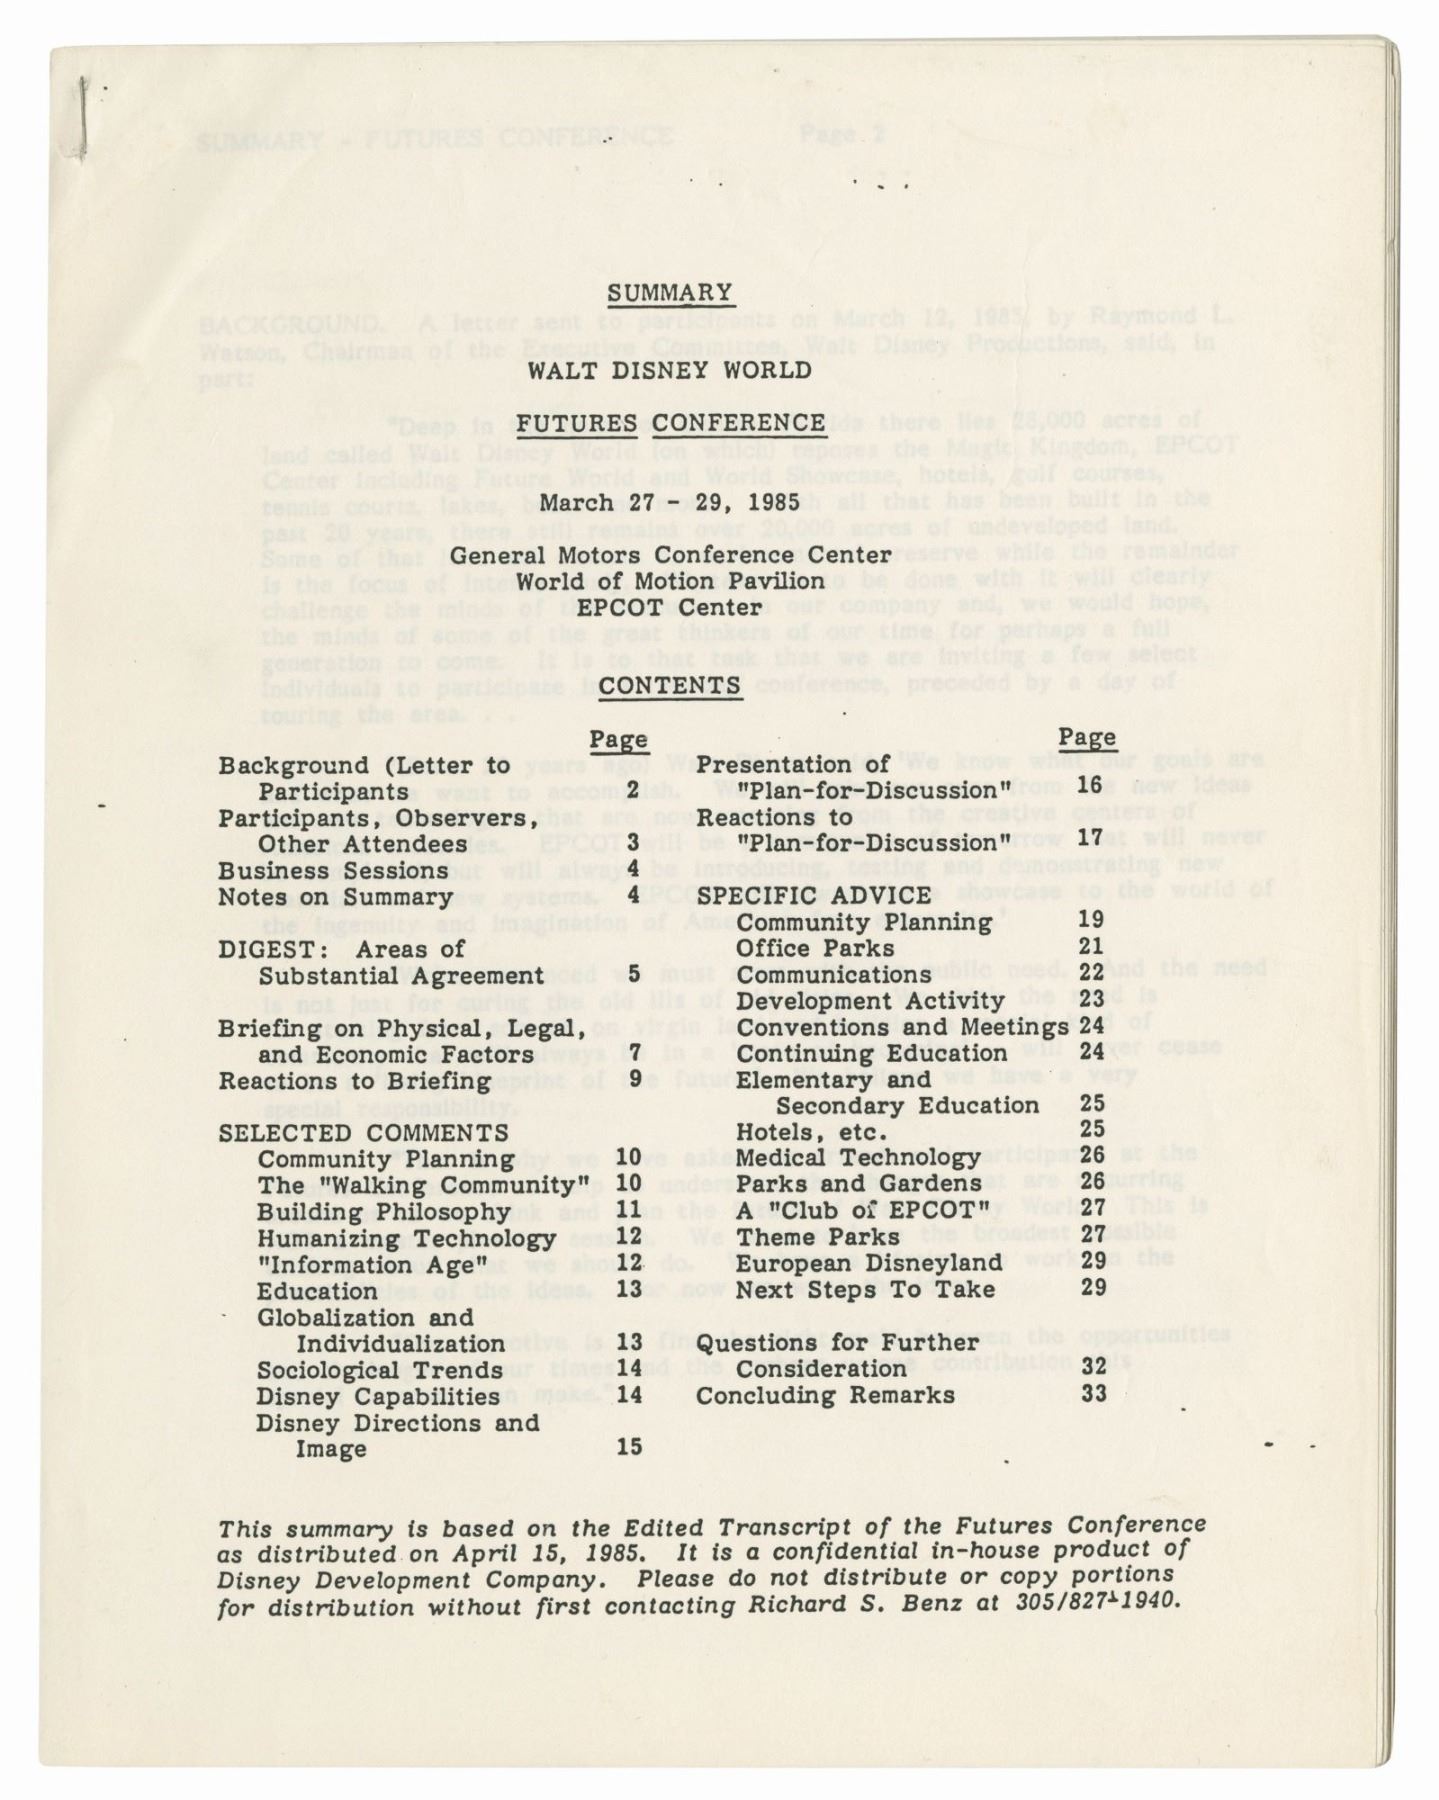 SUMMARY
WALT DISNEY WORLD
FUTURES CONFERENCE
March 27 - 29, 1985
General Motors Conference Center
World of Motion Pavilion
EPCOT Center
CONTENTS
Page
Background (Letter to
Participants 2
Participants, Observers,
Other Attendees 3
Business Sessions 4
Notes on Summary 4
DIGEST: Areas of
Substantial Agreement 5
Briefing on Physical, Legal,
and Economic Factors 7
Reactions to Briefing 9
SELECTED COMMENTS
Community Planning 10
The "Walking Community" 10
Building Philosophy 11
Humanizing Technology 12
"Information Age" 12
Education 13
Globalization and
Individualization 13
Sociological Trends 14
Disney Capabilities 14
Disney Directions and
Image 15
Page
Presentation of
"Plan-for-Discussion" 16
Reactions to
"Plan-for-Discussion" 17
SPECIFIC ADVICE
Community Planning 19
Office Parks 21
Communications 22
Development Activity 23
Conventions and Meetings 24
Continuing Education 24
Elementary and
Secondary Education 25
Hotels, etc. 25
Medical Technology 26
Parks and Gardens 26
A "Club of EPCOT" 27
Theme Parks 27
European Disneyland 29
Next Steps To Take 29
Questions for Further
Consideration 32
Concluding Remarks 33
This summary is based on the Edited Transcript of the Futures Conference
as distributed on April 15, 1985. It is a confidential in-house product of
Disney Development Company. Please do not distribute or copy portions
for distribution without first contacting Richard S. Benz at 305/827-1940.